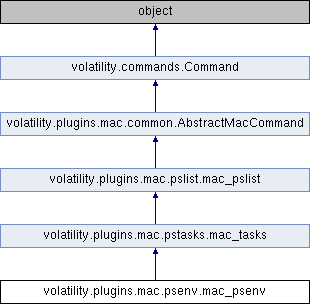 object
volatility.commands.Command
volatility.plugins.mac.common.AbstractMacCommand
volatility.plugins.mac.pslist.mac_pslist
volatility.plugins.mac.pstasks.mac_tasks
volatility.plugins.mac.psenv.mac_psenv